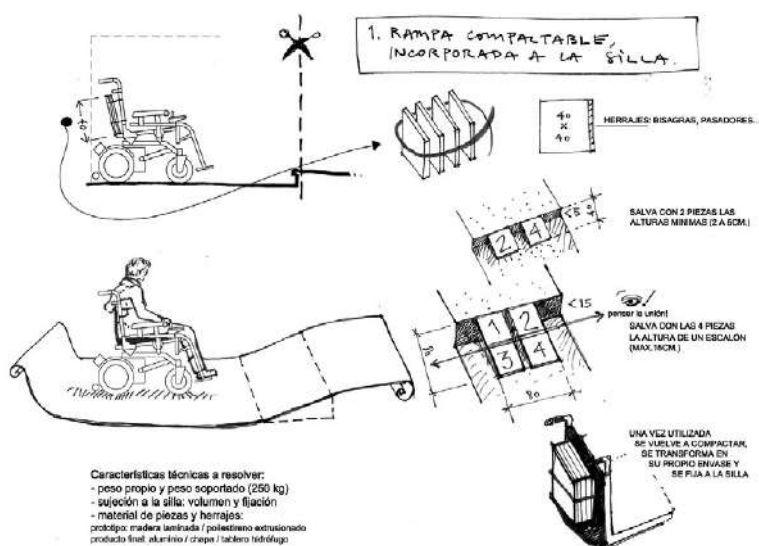 1. RAMPA COMPACTABLE,
INCORPORADA A LA SILLA.
40
40
x
40
HERRAJES: BISAGRAS, PASADORES...
2 4
<5
40
SALVA CON 2 PIEZAS LAS
ALTURAS MINIMAS (2 A 5CM.)
1 2
3 4
<15
80
pensar la unión!
SALVA CON LAS 4 PIEZAS
LA ALTURA DE UN ESCALÓN
(MAX.15CM.)
UNA VEZ UTILIZADA
SE VUELVE A COMPACTAR,
SE TRANSFORMA EN
SU PROPIO ENVASE Y
SE FIJA A LA SILLA
Características técnicas a resolver:
- peso propio y peso soportado (250 kg)
- sujeción a la silla: volumen y fijación
- material de piezas y herrajes:
prototipo: madera laminada / poliestireno extrusionado
producto final: aluminio / chapa / tablero hidrófugo